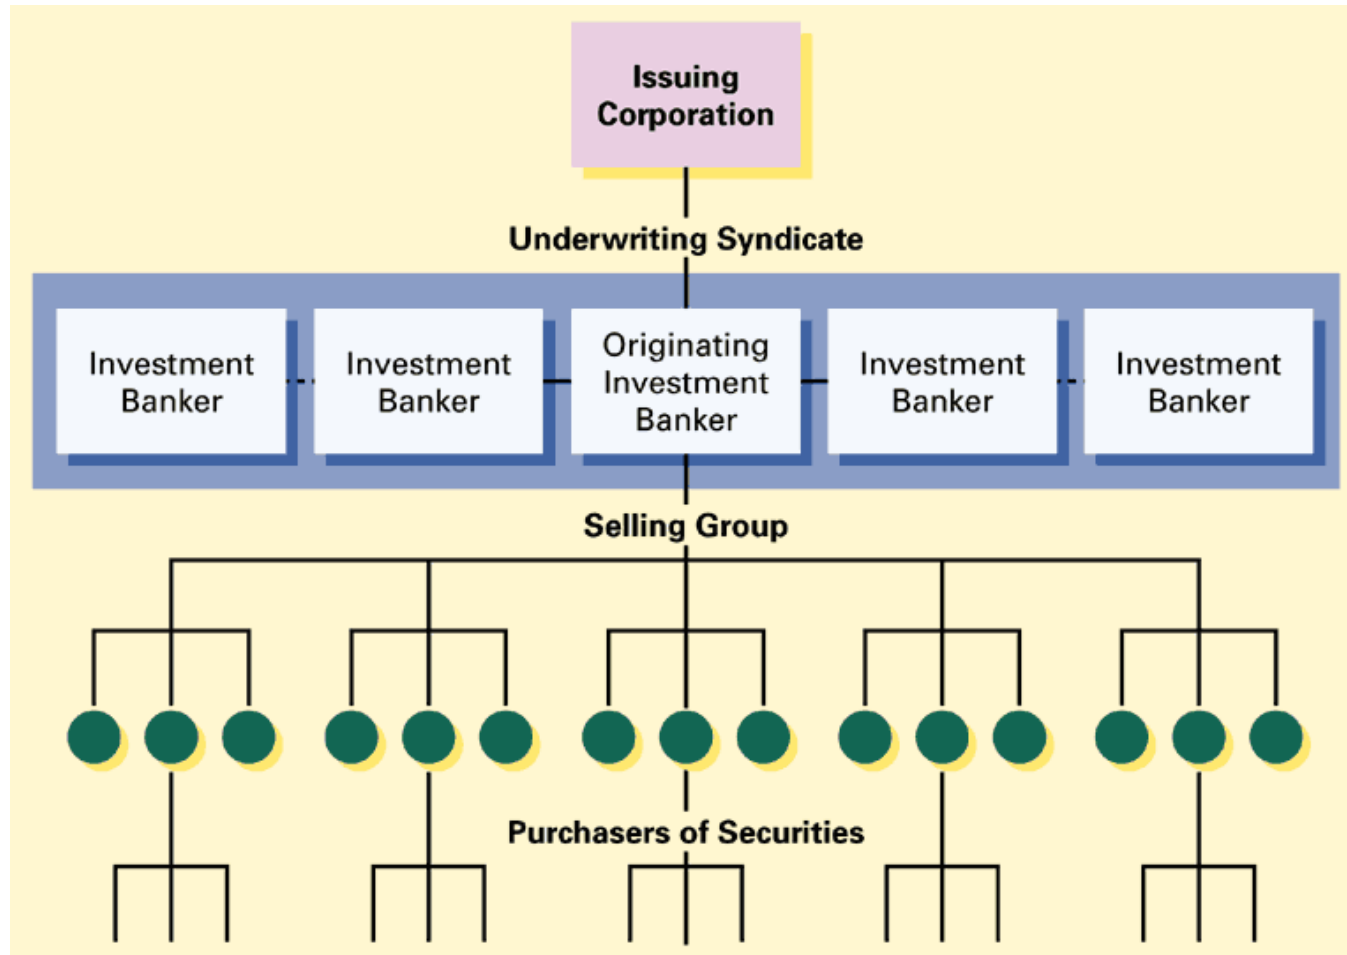 Issuing
Corporation
Underwriting Syndicate
Investment
Banker
Investment
Banker
Originating
Investment
Banker
Investment
Banker
Investment
Banker
Selling Group
Purchasers of Securities